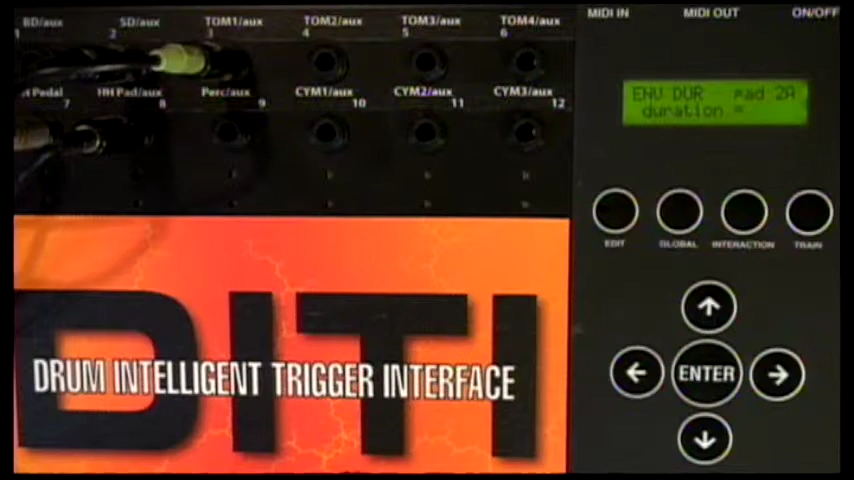 BD/aux SD/aux TOM1/aux TOM2/aux TOM3/aux TOM4/aux
1 2 3 4 5 6
Pedal HH Pad/aux Perc/aux CYM1/aux CYM2/aux CYM3/aux
7 8 9 10 11 12
MIDI IN MIDI OUT ON/OFF
ENV DUR pad 2A
duration =
EDIT GLOBAL INTERACTION TRAIN
ENTER
DITI
DRUM INTELLIGENT TRIGGER INTERFACE